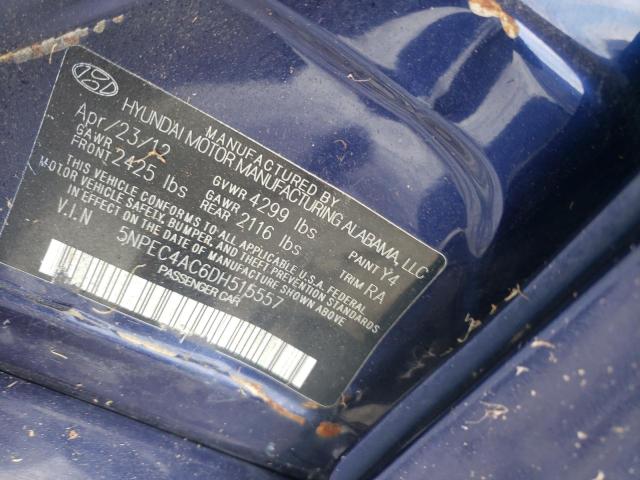 MANUFACTURED BY
HYUNDAI MOTOR MANUFACTURING ALABAMA, LLC
Apr/23/12 GVWR 4299 lbs PAINT Y4
GAWR FRONT 2425 lbs GAWR REAR 2116 lbs TRIM RA
THIS VEHICLE CONFORMS TO ALL APPLICABLE U.S.A. FEDERAL
MOTOR VEHICLE SAFETY, BUMPER, AND THEFT PREVENTION STANDARDS
IN EFFECT ON THE DATE OF MANUFACTURE SHOWN ABOVE
V.I.N 5NPEC4AC6DH515557
PASSENGER CAR